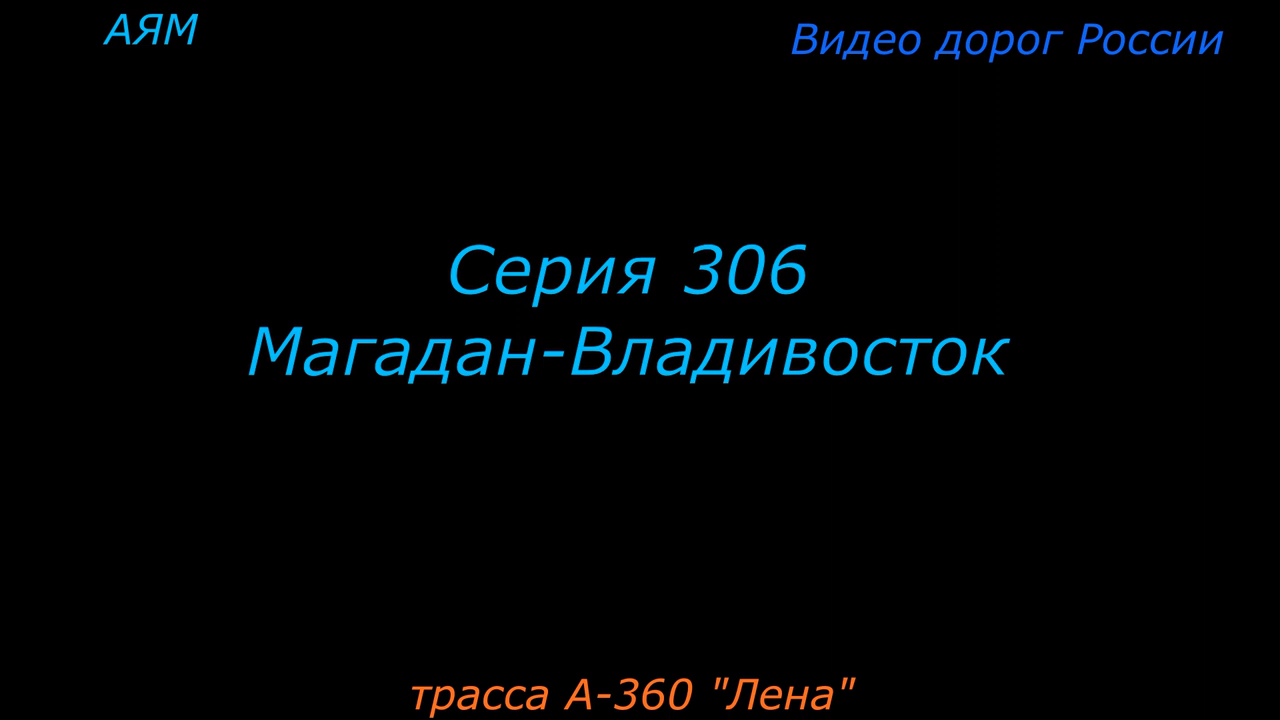 АЯМ
Видео дорог России
Серия 306
Магадан-Владивосток
трасса А-360 "Лена"